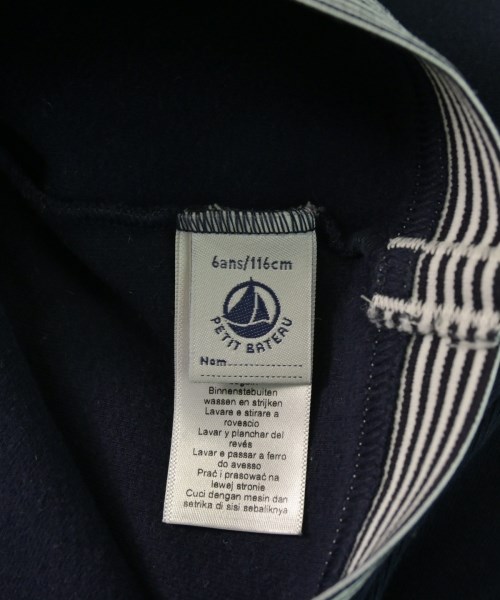 6ans/116cm
PETIT BATEAU
Nom
Binnenstebuiten
wassen en strijken
Lavare e stirare a
rovescio
Lavar y planchar del
revés
Lavar e passar a ferro
do avesso
Prać i prasować na
lewej stronie
Cuci dengan mesin dan
setrika di sisi sebaliknya